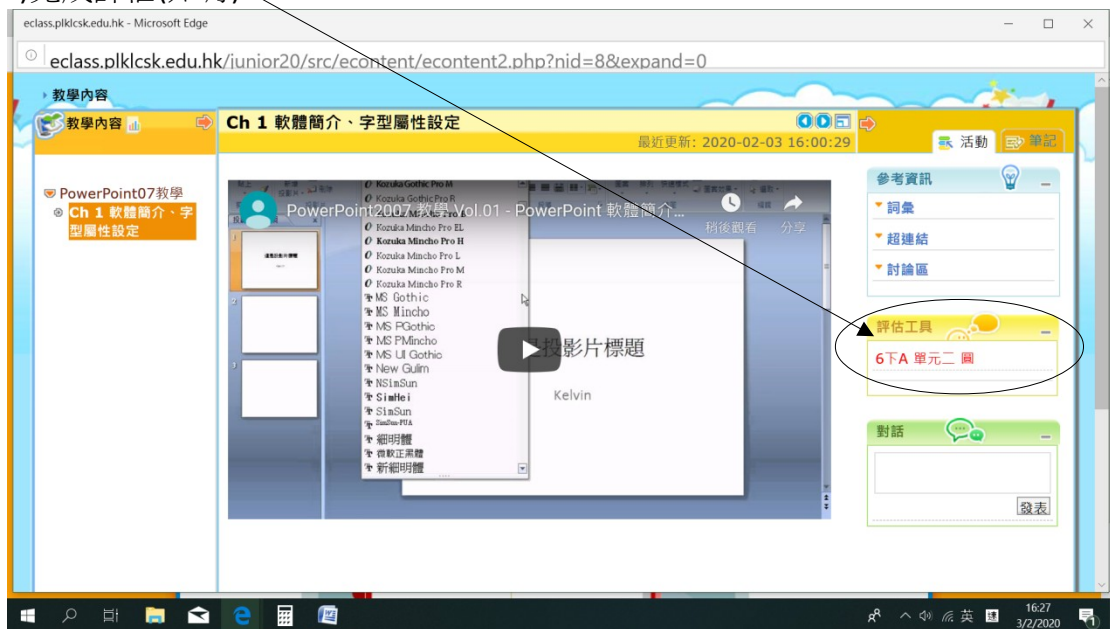 eclass.plklcsk.edu.hk - Microsoft Edge
eclass.plklcsk.edu.hk/junior20/src/econtent/econtent2.php?nid=8&expand=0
教學內容
教學內容
PowerPoint07教學
Ch 1 軟體簡介、字
型屬性設定
Ch 1 軟體簡介、字型屬性設定
最近更新: 2020-02-03 16:00:29
PowerPoint2007 教學 Vol.01 - PowerPoint 軟體簡介...
稍後觀看
分享
Kozuka Gothic Pro M
Kozuka Gothic Pro R
Kozuka Mincho Pro EL
Kozuka Mincho Pro H
Kozuka Mincho Pro L
Kozuka Mincho Pro M
Kozuka Mincho Pro R
MS Gothic
MS Mincho
MS PGothic
MS PMincho
MS UI Gothic
New Gulim
NSimSun
SimHei
SimSun
SimSun-PUA
細明體
微軟正黑體
新細明體
投影片標題
Kelvin
1
2
3
活動
筆記
參考資訊
詞彙
超連結
討論區
評估工具
6下A 單元二 圓
對話
發表
英
16:27
3/2/2020